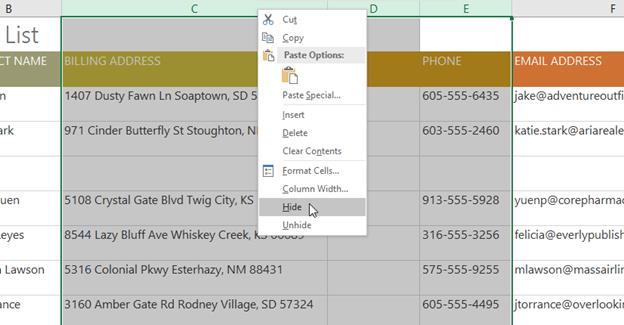 B C D E F
List
CT NAME BILLING ADDRESS PHONE EMAIL ADDRESS
n 1407 Dusty Fawn Ln Soaptown, SD 5 605-555-6435 jake@adventureoutfi
ark 971 Cinder Butterfly St Stoughton, N 603-555-2460 katie.stark@ariareale
uen 5108 Crystal Gate Blvd Twig City, KS 913-555-5928 yuenp@corepharmac
eyes 8544 Lazy Bluff Ave Whiskey Creek, 316-555-3256 felicia@everlypublish
n Lawson 5316 Colonial Pkwy Esterhazy, NM 88431 575-555-9255 mlawson@massairlin
ance 3160 Amber Gate Rd Rodney Village, SD 57324 605-555-4495 jtorrance@overlookin
Cut
Copy
Paste Options:
Paste Special...
Insert
Delete
Clear Contents
Format Cells...
Column Width...
Hide
Unhide